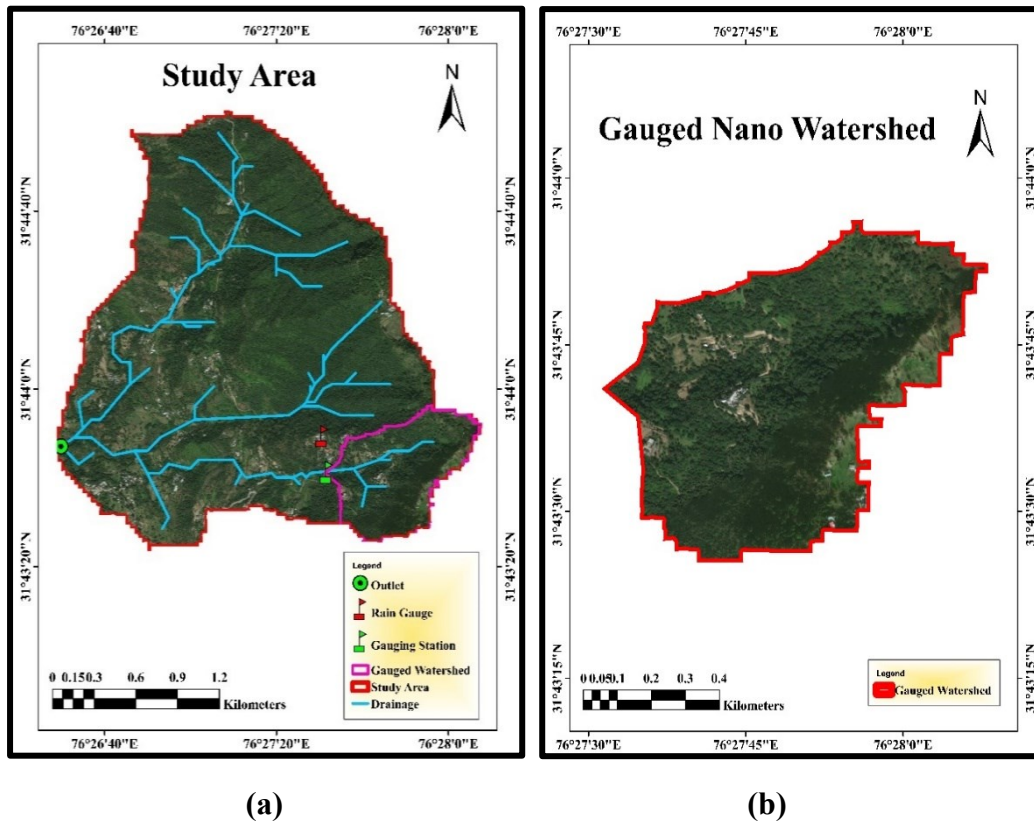 76°26'40"E 76°27'20"E 76°28'0"E
Study Area
N
31°44'40"N 31°44'40"N
31°44'0"N 31°44'0"N
31°43'20"N 31°43'20"N
Legend
Outlet
Rain Gauge
Gauging Station
Gauged Watershed
Study Area
Drainage
0 0.15 0.3 0.6 0.9 1.2
Kilometers
76°26'40"E 76°27'20"E 76°28'0"E
(a)
76°27'30"E 76°27'45"E 76°28'0"E
N
Gauged Nano Watershed
31°44'0"N 31°44'0"N
31°43'45"N 31°43'45"N
31°43'30"N 31°43'30"N
31°43'15"N 31°43'15"N
Legend
Gauged Watershed
0 0.05 0.1 0.2 0.3 0.4
Kilometers
76°27'30"E 76°27'45"E 76°28'0"E
(b)